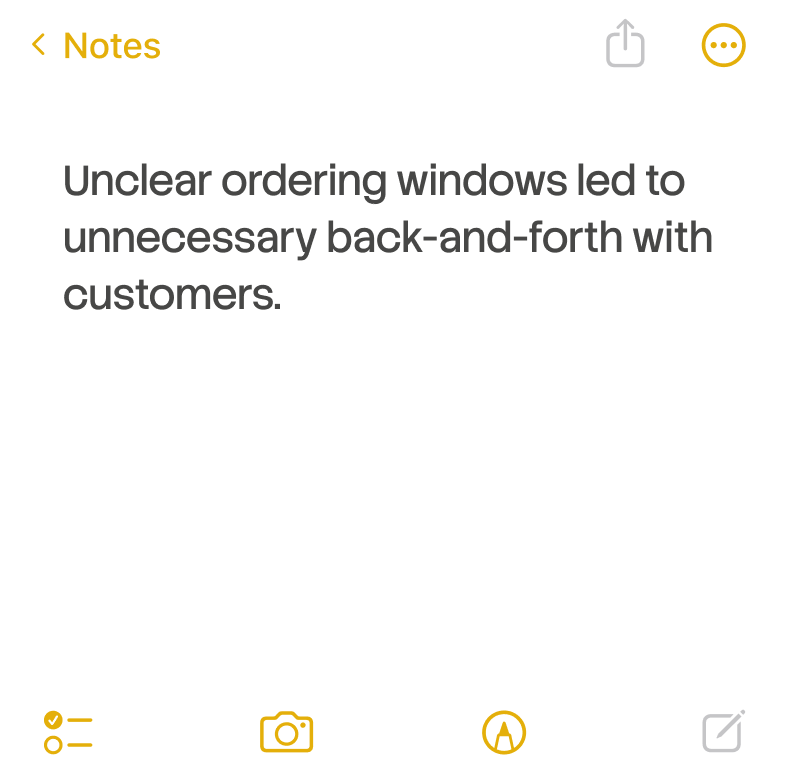 Notes
Unclear ordering windows led to
unnecessary back-and-forth with
customers.